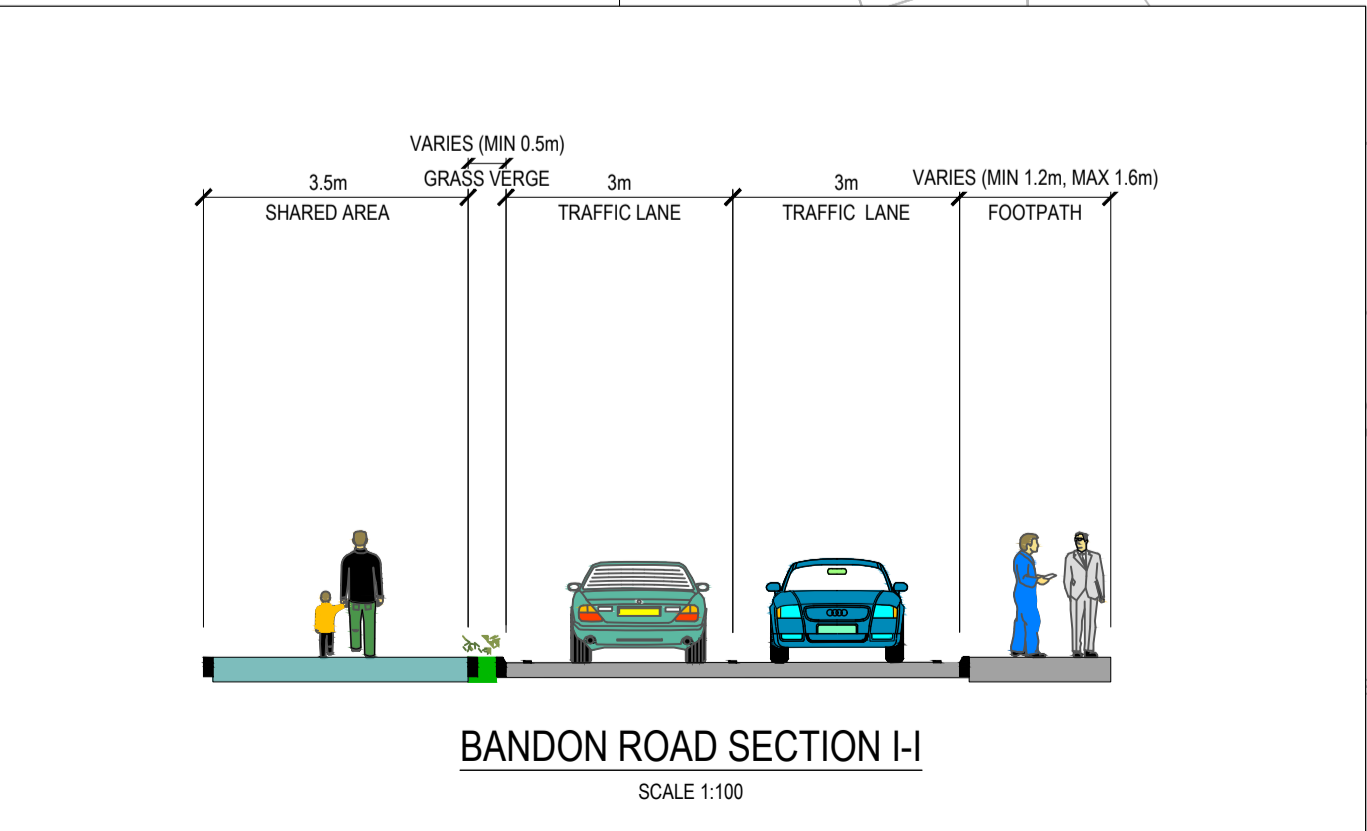 VARIES (MIN 0.5m)
GRASS VERGE
3.5m
SHARED AREA
3m
TRAFFIC LANE
3m
TRAFFIC LANE
VARIES (MIN 1.2m, MAX 1.6m)
FOOTPATH
BANDON ROAD SECTION I-I
SCALE 1:100